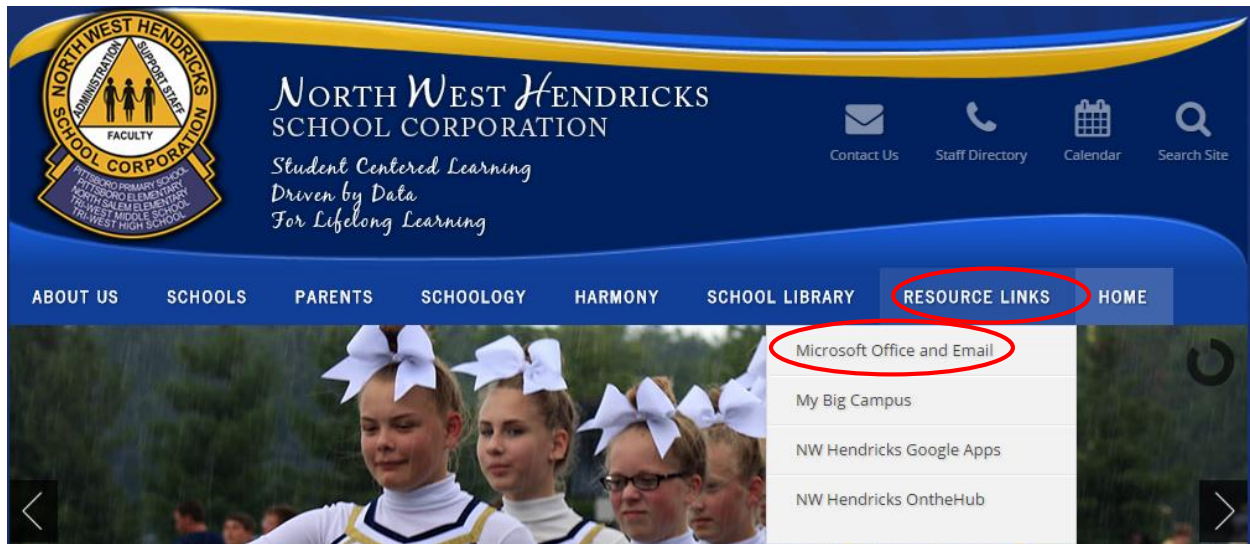 NORTH WEST HENDRICKS
SCHOOL CORPORATION
ADMINISTRATION
SUPPORT STAFF
FACULTY
PITTSBORO PRIMARY SCHOOL
PITTSBORO ELEMENTARY
NORTH SALEM ELEMENTARY
TRI-WEST MIDDLE SCHOOL
TRI-WEST HIGH SCHOOL
NORTH WEST HENDRICKS
SCHOOL CORPORATION
Student Centered Learning
Driven by Data
For Lifelong Learning
Contact Us Staff Directory Calendar Search Site
ABOUT US SCHOOLS PARENTS SCHOOLOGY HARMONY SCHOOL LIBRARY RESOURCE LINKS HOME
Microsoft Office and Email
My Big Campus
NW Hendricks Google Apps
NW Hendricks OntheHub